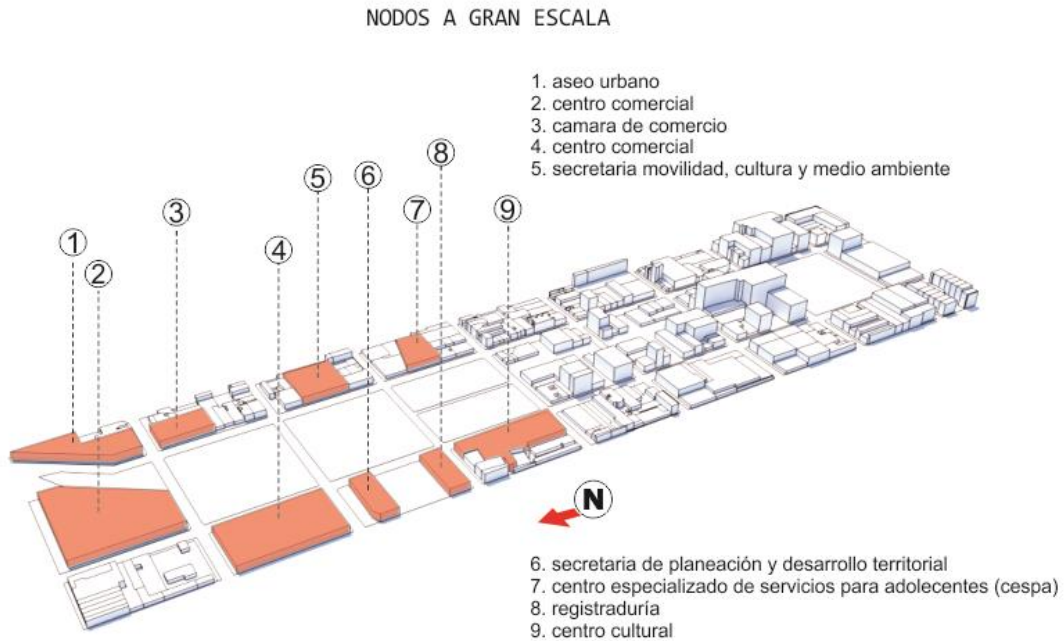 NODOS A GRAN ESCALA
1. aseo urbano
2. centro comercial
3. camara de comercio
4. centro comercial
5. secretaria movilidad, cultura y medio ambiente
8
5
6
7
9
3
1
4
2
N
6. secretaria de planeación y desarrollo territorial
7. centro especializado de servicios para adolecentes (cespa)
8. registraduría
9. centro cultural